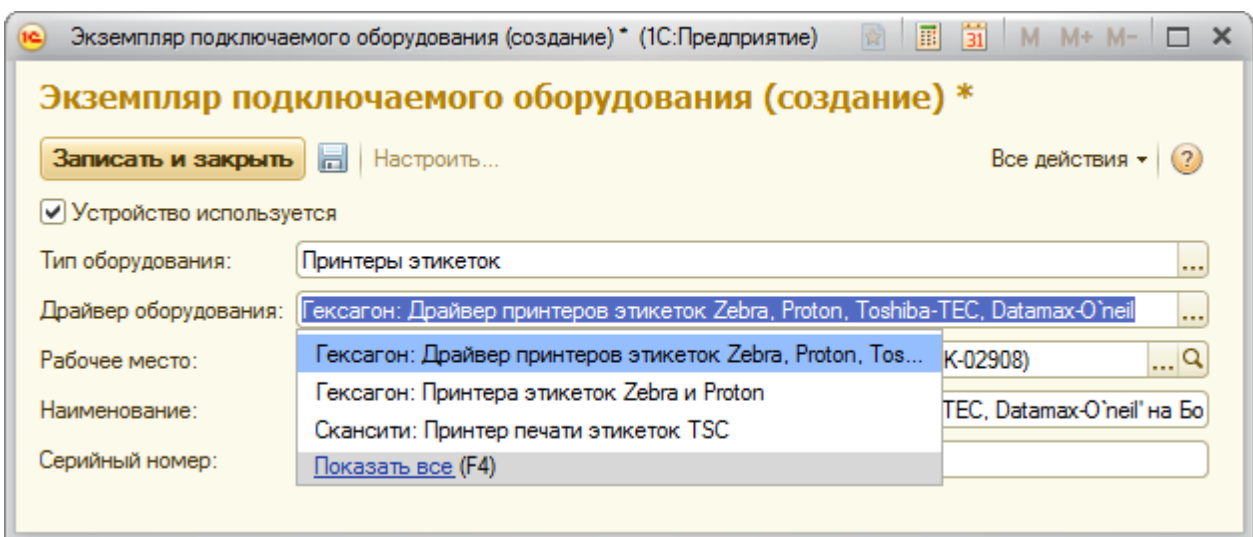 Экземпляр подключаемого оборудования (создание) * (1С:Предприятие) 31 M M+ M-
Экземпляр подключаемого оборудования (создание) *
Записать и закрыть Настроить... Все действия ?
Устройство используется
Тип оборудования: Принтеры этикеток ...
Драйвер оборудования: Гексагон: Драйвер принтеров этикеток Zebra, Proton, Toshiba-TEC, Datamax-O`neil ...
Гексагон: Драйвер принтеров этикеток Zebra, Proton, Tos...
Рабочее место: K-02908) ...
Гексагон: Принтера этикеток Zebra и Proton
Наименование: TEC, Datamax-O`neil' на Бо
Скансити: Принтер печати этикеток TSC
Серийный номер:
Показать все (F4)